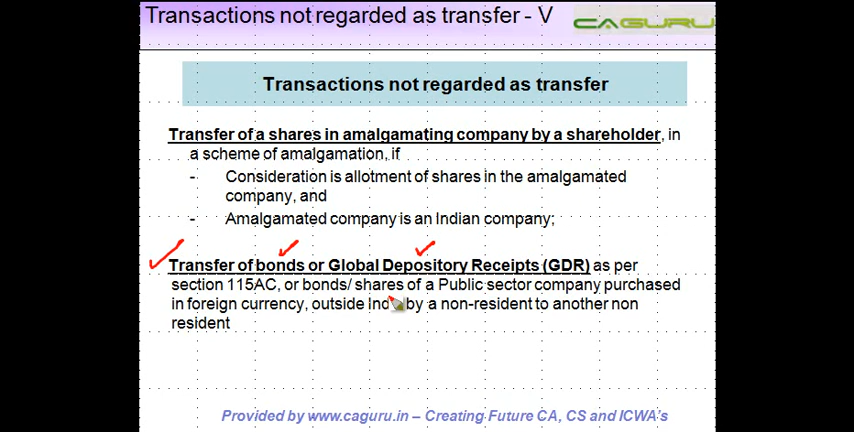 Transactions not regarded as transfer - V
CAGURU
Transactions not regarded as transfer
Transfer of a shares in amalgamating company by a shareholder, in
a scheme of amalgamation, if
- Consideration is allotment of shares in the amalgamated
company, and
- Amalgamated company is an Indian company;
Transfer of bonds or Global Depository Receipts (GDR) as per
section 115AC, or bonds/ shares of a Public sector company purchased
in foreign currency, outside by a non-resident to another non
resident
Provided by www.caguru.in – Creating Future CA, CS and ICWA's